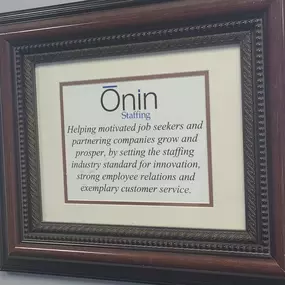 Ōnin
Staffing
Helping motivated job seekers and
partnering companies grow and
prosper, by setting the staffing
industry standard for innovation,
strong employee relations and
exemplary customer service.